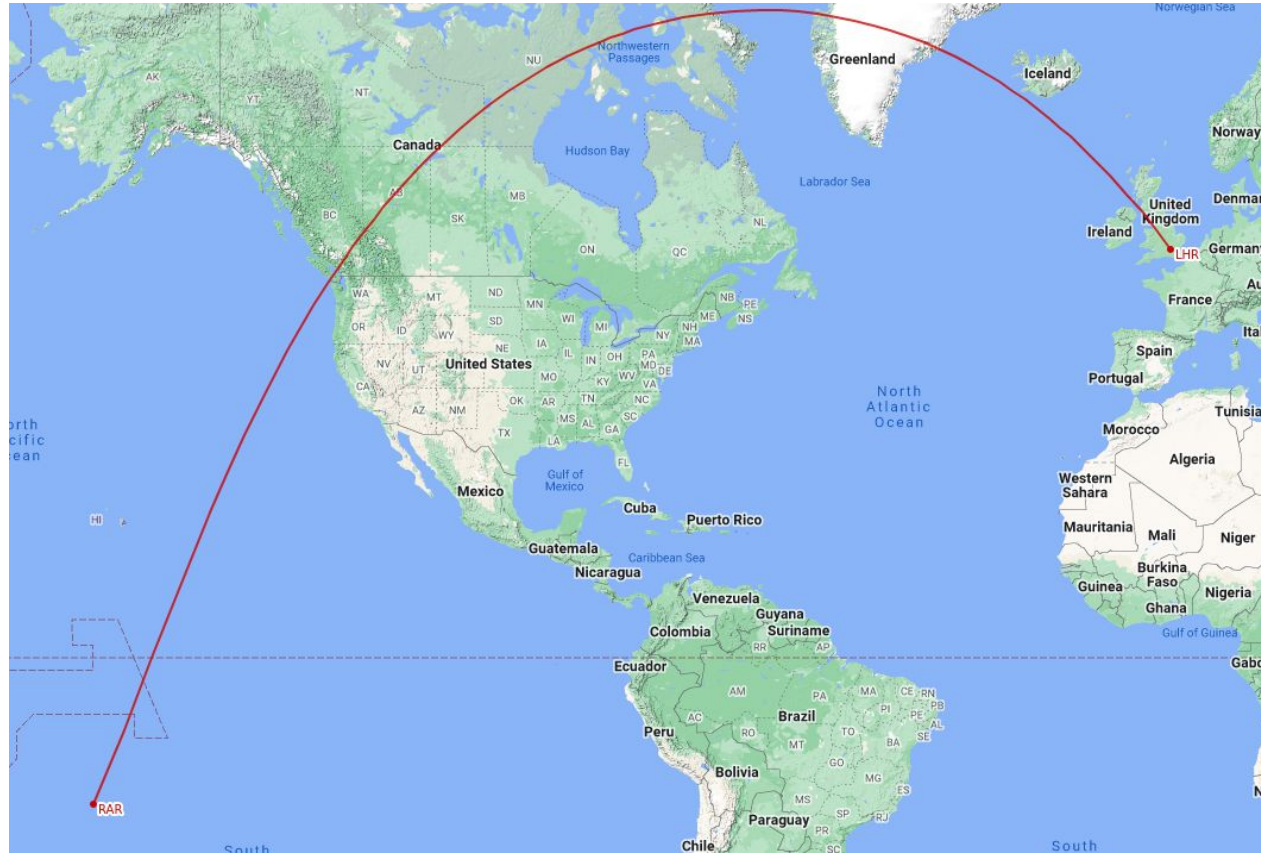 Norwegian Sea
Greenland
Northwestern
Passages
NU
Iceland
AK
YT
NT
Norway
Canada
Hudson Bay
Labrador Sea
AB
BC
SK
MB
United
Kingdom
Denmar
Ireland
NL
ON
QC
LHR
Germany
WA
MT
ND
MN
NB
PE
ME
NS
France
Au
OR
ID
SD
WI
MI
NH
NY
MA
Ital
WY
NE
IA
IL
IN
OH
PA
MD
DE
NV
UT
United States
Spain
MO
KY
WV
VA
Portugal
CA
AZ
NM
OK
AR
TN
NC
SC
North
Atlantic
Ocean
Tunisia
MS
AL
GA
TX
LA
Morocco
orth
cific
ean
FL
Algeria
Gulf of
Mexico
Mexico
Western
Sahara
Cuba
Puerto Rico
HI
Mauritania
Mali
Niger
Guatemala
Caribbean Sea
Nicaragua
Burkina
Faso
Guinea
Nigeria
Venezuela
Guyana
Ghana
Colombia
Suriname
Gulf of Guinea
RR
AP
Ecuador
Gabo
AM
PA
MA
CE
RN
PB
PI
PE
AL
AC
Brazil
TO
SE
Peru
RO
MT
BA
GO
Bolivia
MG
ES
RAR
MS
SP
RJ
Paraguay
PR
SC
Chile
South
South
N